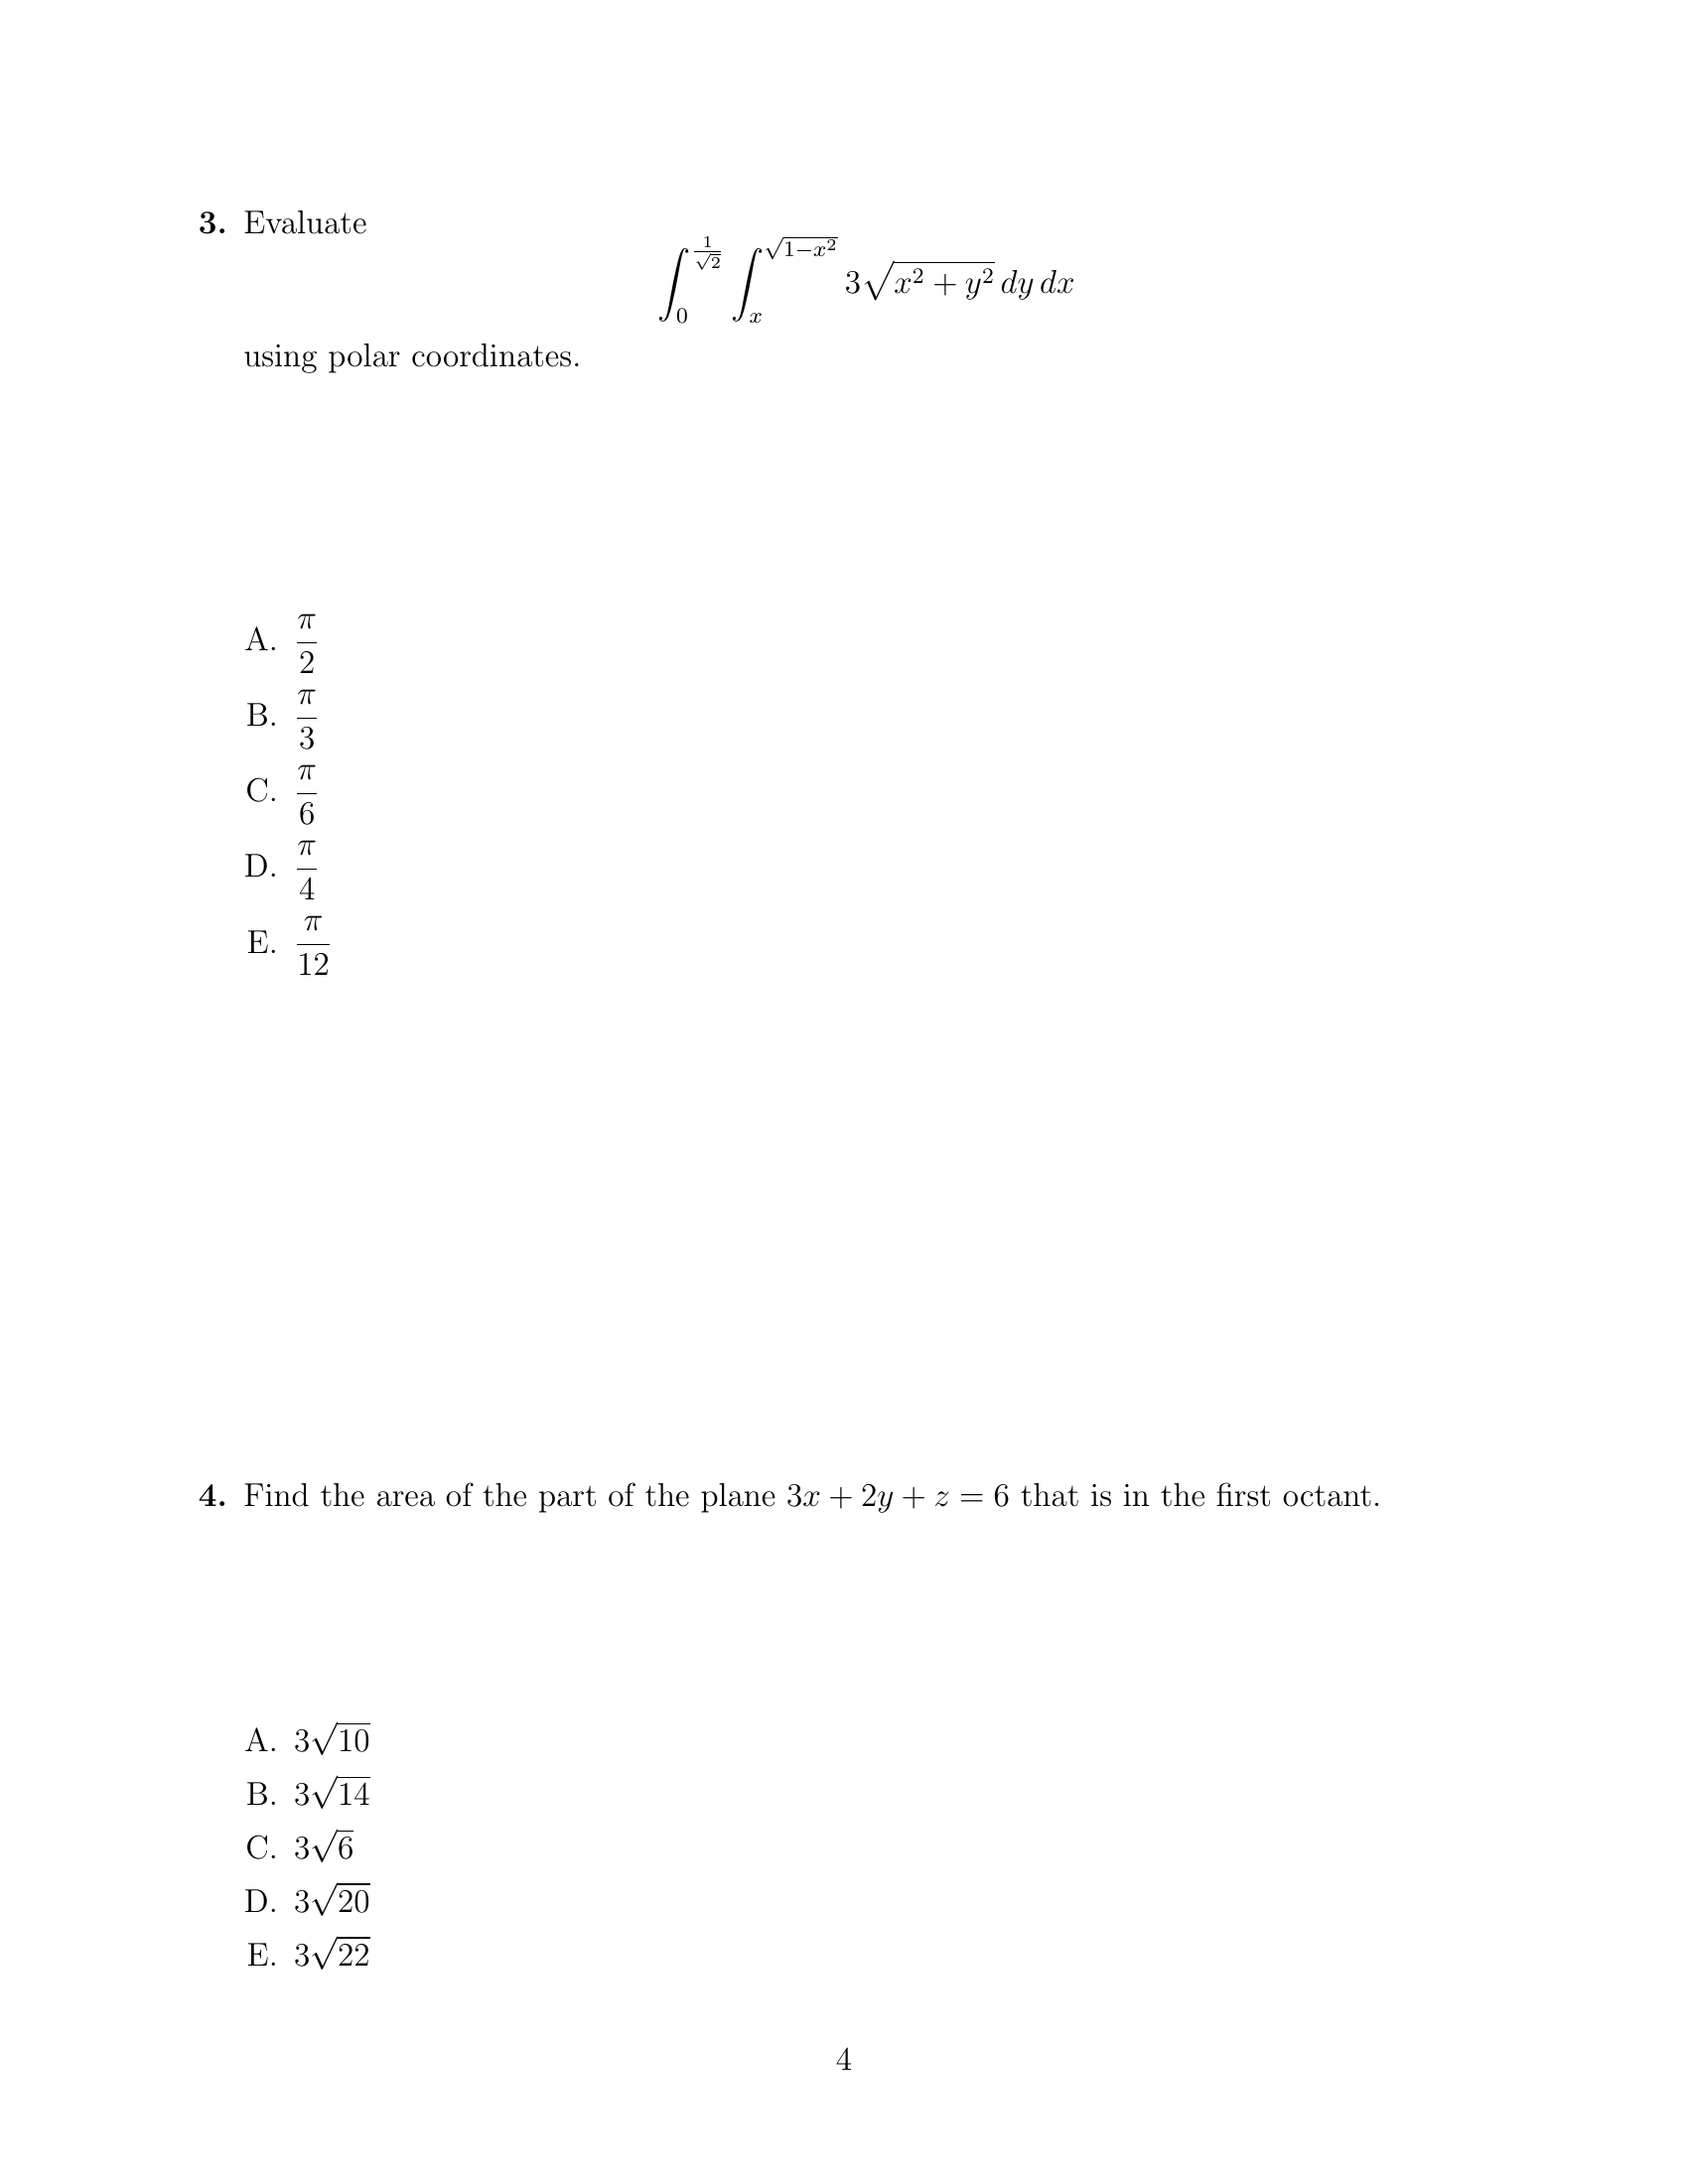 3. Evaluate
$$\int_0^{\frac{1}{\sqrt{2}}} \int_x^{\sqrt{1-x^2}} 3\sqrt{x^2+y^2}\, dy\, dx$$
using polar coordinates.
A. $\frac{\pi}{2}$
B. $\frac{\pi}{3}$
C. $\frac{\pi}{6}$
D. $\frac{\pi}{4}$
E. $\frac{\pi}{12}$
4. Find the area of the part of the plane $3x + 2y + z = 6$ that is in the first octant.
A. $3\sqrt{10}$
B. $3\sqrt{14}$
C. $3\sqrt{6}$
D. $3\sqrt{20}$
E. $3\sqrt{22}$
4